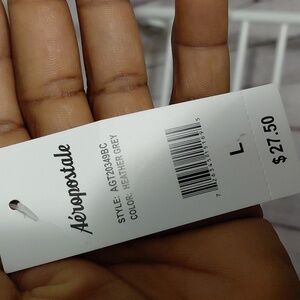 Aéropostale
STYLE: AGT20349BC
COLOR: HEATHER GREY
L
$ 27.50